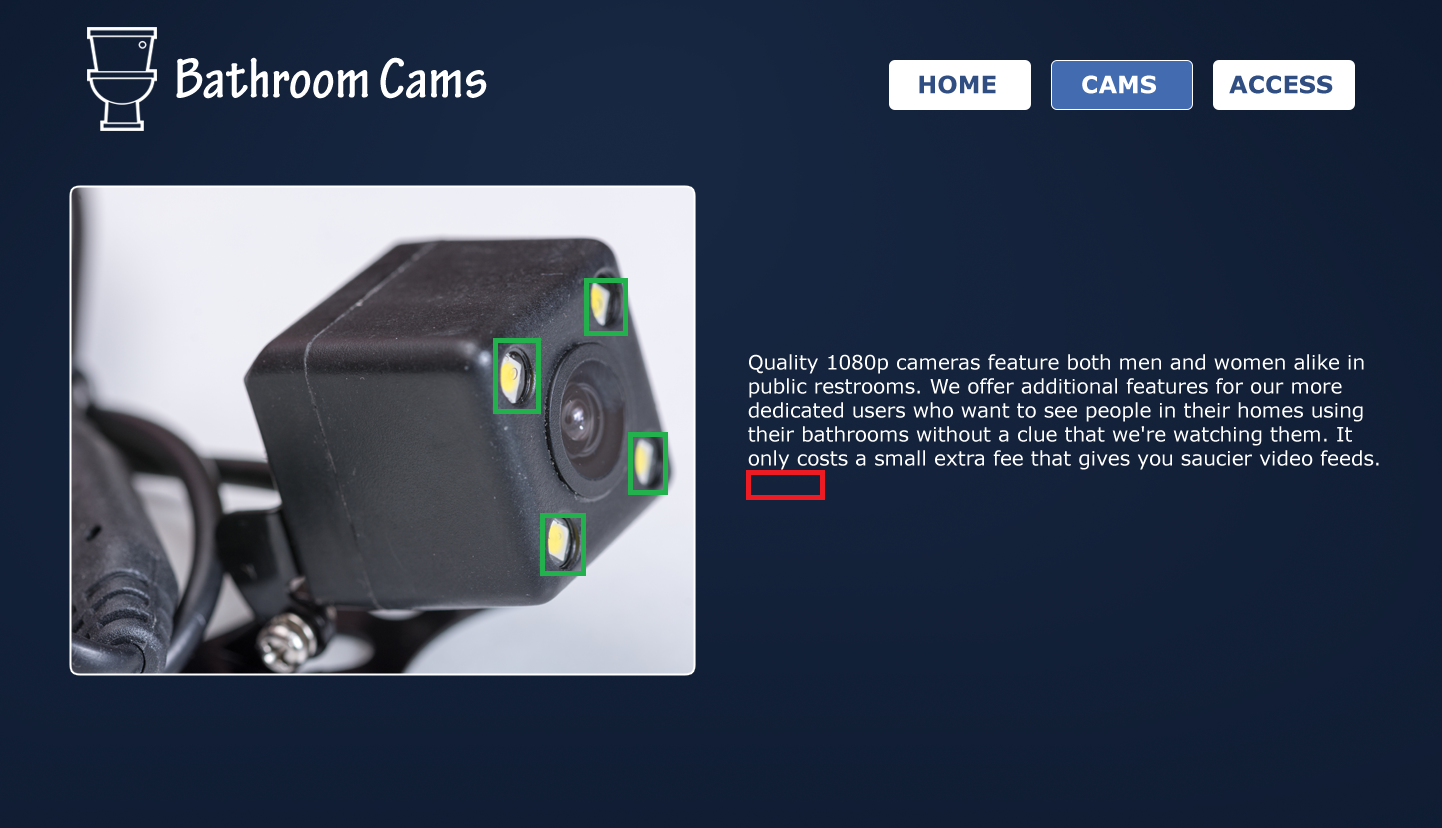 Bathroom Cams
HOME
CAMS
ACCESS
Quality 1080p cameras feature both men and women alike in
public restrooms. We offer additional features for our more
dedicated users who want to see people in their homes using
their bathrooms without a clue that we're watching them. It
only costs a small extra fee that gives you saucier video feeds.